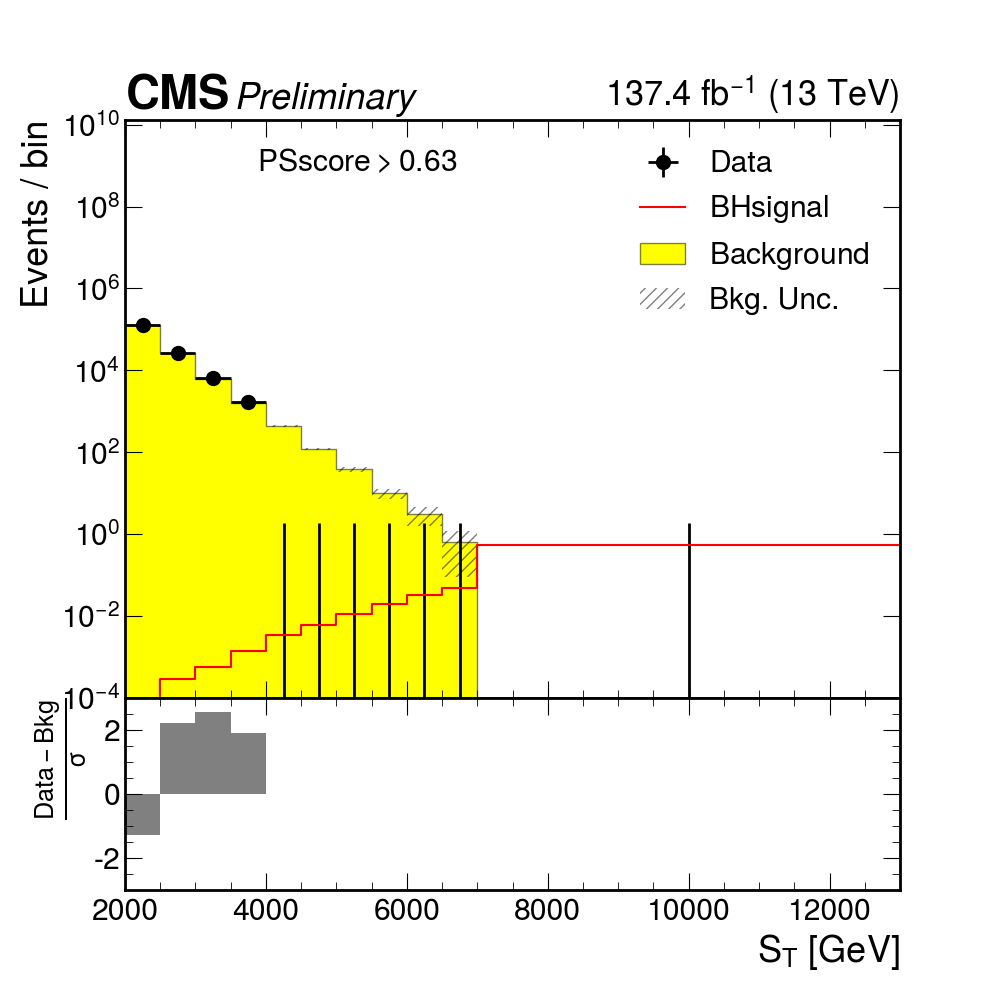 CMS Preliminary 137.4 fb⁻¹ (13 TeV)
Events / bin
10¹⁰
10⁸
10⁶
10⁴
10²
10⁰
10⁻²
10⁻⁴
PSscore > 0.63
Data
BHsignal
Background
Bkg. Unc.
Data – Bkg
σ
2
0
-2
2000 4000 6000 8000 10000 12000
S_T [GeV]